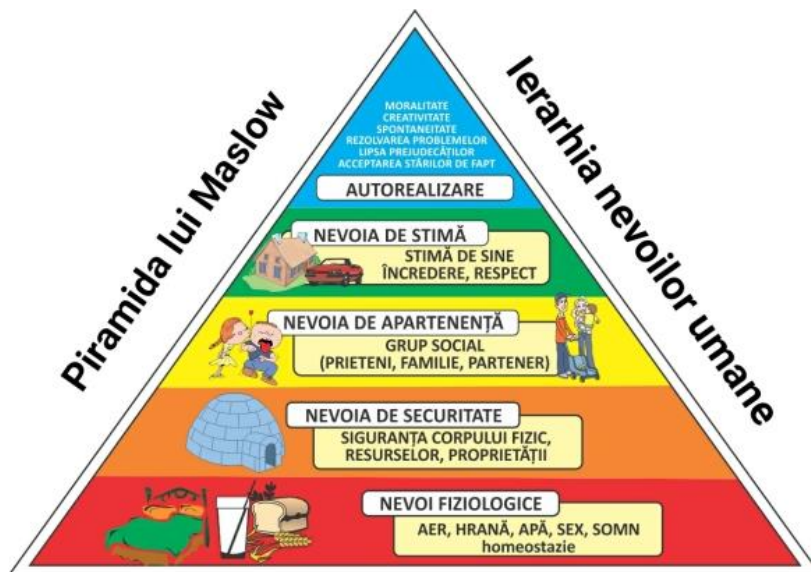 Piramida lui Maslow
Ierarhia nevoilor umane
MORALITATE
CREATIVITATE
SPONTANEITATE
REZOLVAREA PROBLEMELOR
LIPSA PREJUDECĂȚILOR
ACCEPTAREA STĂRILOR DE FAPT
AUTOREALIZARE
NEVOIA DE STIMĂ
STIMĂ DE SINE
ÎNCREDERE, RESPECT
NEVOIA DE APARTENENȚĂ
GRUP SOCIAL
(PRIETENI, FAMILIE, PARTENER)
NEVOIA DE SECURITATE
SIGURANȚA CORPULUI FIZIC,
RESURSELOR, PROPRIETĂȚII
NEVOI FIZIOLOGICE
AER, HRANĂ, APĂ, SEX, SOMN
homeostazie